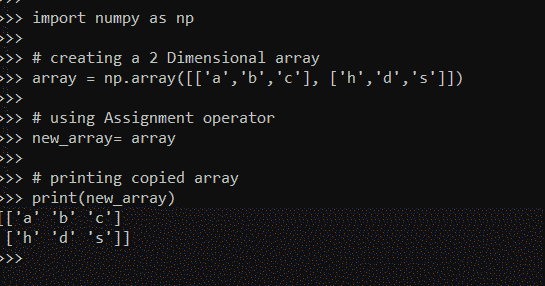 >>> import numpy as np
>>>
>>> # creating a 2 Dimensional array
>>> array = np.array([['a','b','c'], ['h','d','s']])
>>>
>>> # using Assignment operator
>>> new_array= array
>>>
>>> # printing copied array
>>> print(new_array)
[['a' 'b' 'c']
 ['h' 'd' 's']]
>>>